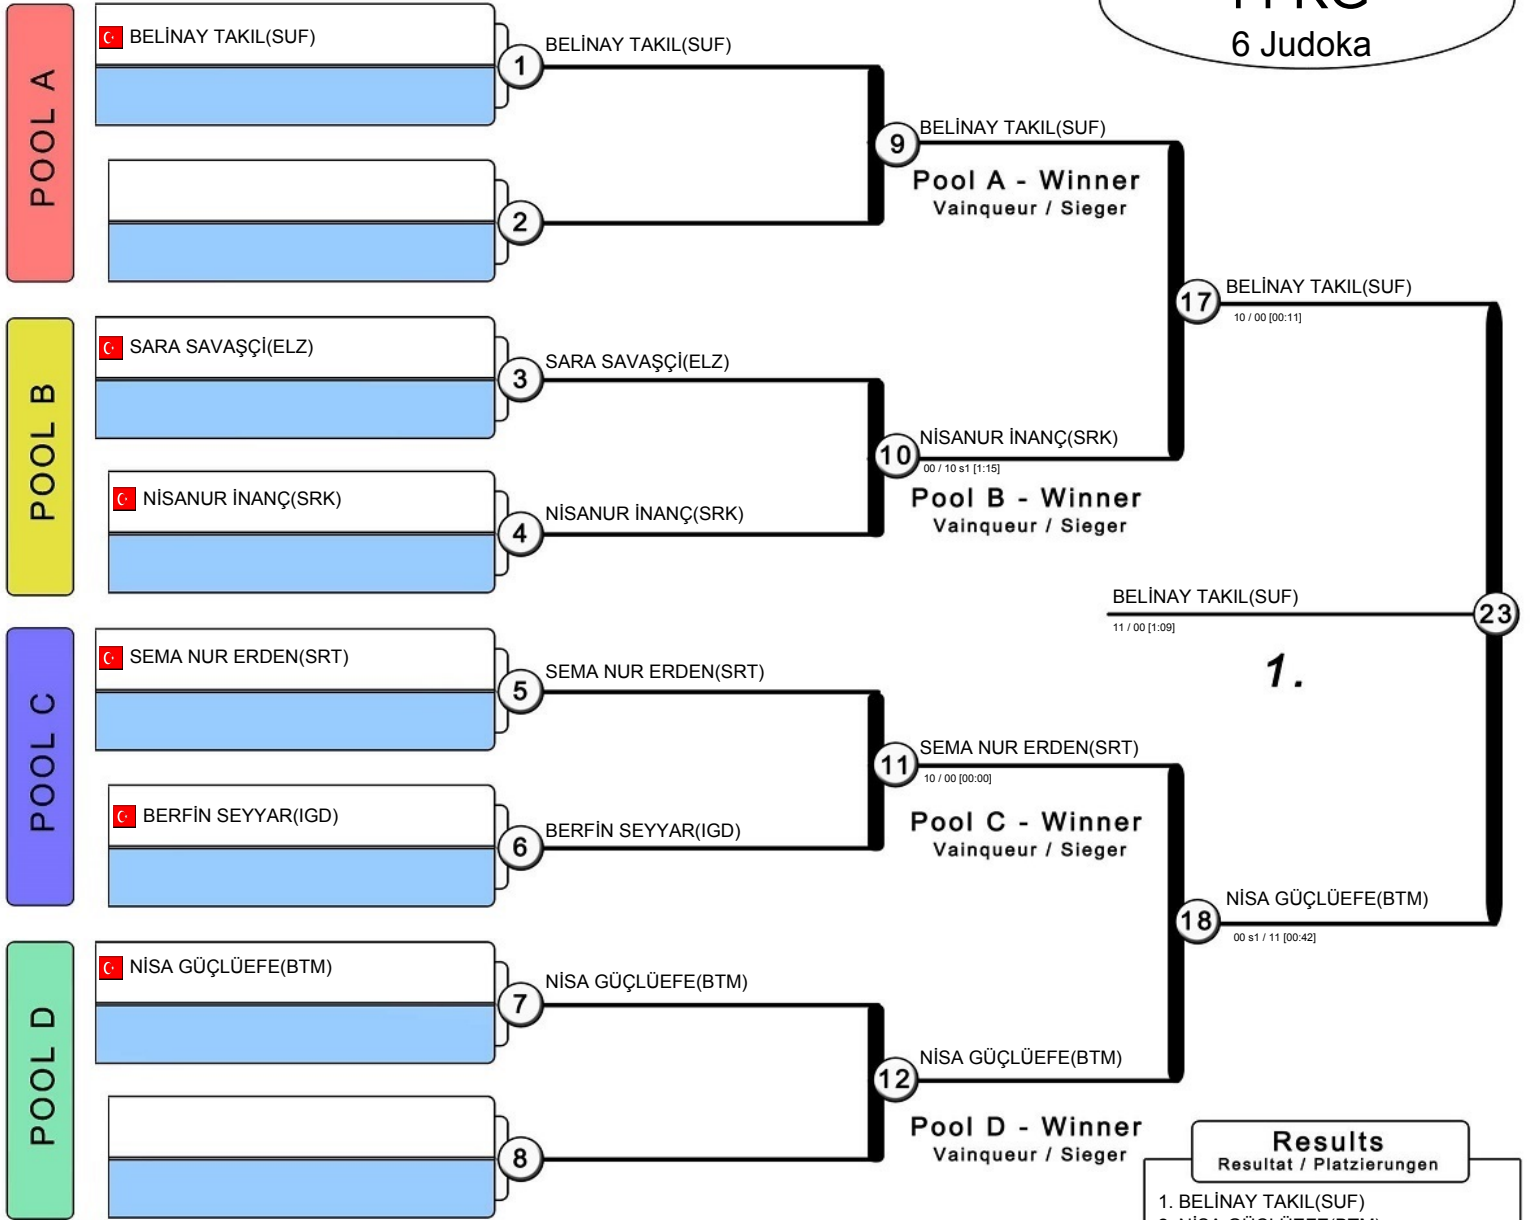 6 Judoka
POOL A
BELİNAY TAKIL(SUF)
1
BELİNAY TAKIL(SUF)
2
9
BELİNAY TAKIL(SUF)
Pool A - Winner
Vainqueur / Sieger
POOL B
SARA SAVAŞÇİ(ELZ)
3
SARA SAVAŞÇİ(ELZ)
NİSANUR İNANÇ(SRK)
4
NİSANUR İNANÇ(SRK)
10
NİSANUR İNANÇ(SRK)
00 / 10 s1 [1:15]
Pool B - Winner
Vainqueur / Sieger
17
BELİNAY TAKIL(SUF)
10 / 00 [00:11]
POOL C
SEMA NUR ERDEN(SRT)
5
SEMA NUR ERDEN(SRT)
BERFİN SEYYAR(IGD)
6
BERFİN SEYYAR(IGD)
11
SEMA NUR ERDEN(SRT)
10 / 00 [00:00]
Pool C - Winner
Vainqueur / Sieger
POOL D
NİSA GÜÇLÜEFE(BTM)
7
NİSA GÜÇLÜEFE(BTM)
8
12
NİSA GÜÇLÜEFE(BTM)
Pool D - Winner
Vainqueur / Sieger
18
NİSA GÜÇLÜEFE(BTM)
00 s1 / 11 [00:42]
BELİNAY TAKIL(SUF)
23
11 / 00 [1:09]
1.
Results
Resultat / Platzierungen
1. BELİNAY TAKIL(SUF)